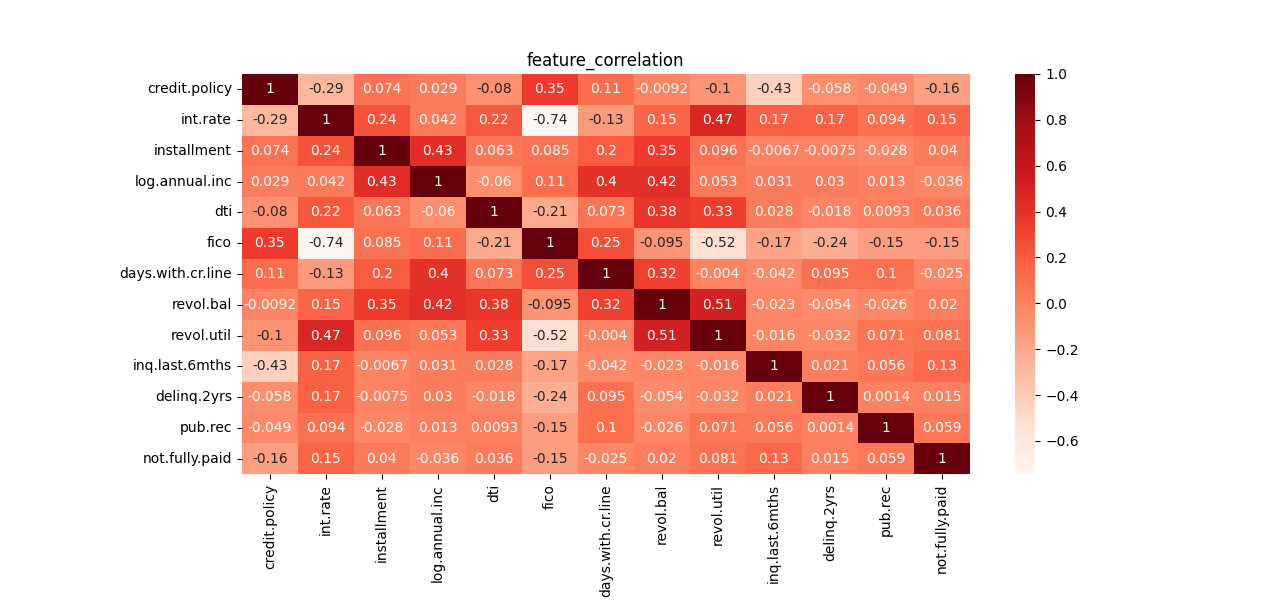 feature_correlation
credit.policy 1 -0.29 0.074 0.029 -0.08 0.35 0.11 -0.0092 -0.1 -0.43 -0.058 -0.049 -0.16
int.rate -0.29 1 0.24 0.042 0.22 -0.74 -0.13 0.15 0.47 0.17 0.17 0.094 0.15
installment 0.074 0.24 1 0.43 0.063 0.085 0.2 0.35 0.096 -0.0067 -0.0075 -0.028 0.04
log.annual.inc 0.029 0.042 0.43 1 -0.06 0.11 0.4 0.42 0.053 0.031 0.03 0.013 -0.036
dti -0.08 0.22 0.063 -0.06 1 -0.21 0.073 0.38 0.33 0.028 -0.018 0.0093 0.036
fico 0.35 -0.74 0.085 0.11 -0.21 1 0.25 -0.095 -0.52 -0.17 -0.24 -0.15 -0.15
days.with.cr.line 0.11 -0.13 0.2 0.4 0.073 0.25 1 0.32 -0.004 -0.042 0.095 0.1 -0.025
revol.bal -0.0092 0.15 0.35 0.42 0.38 -0.095 0.32 1 0.51 -0.023 -0.054 -0.026 0.02
revol.util -0.1 0.47 0.096 0.053 0.33 -0.52 -0.004 0.51 1 -0.016 -0.032 0.071 0.081
inq.last.6mths -0.43 0.17 -0.0067 0.031 0.028 -0.17 -0.042 -0.023 -0.016 1 0.021 0.056 0.13
delinq.2yrs -0.058 0.17 -0.0075 0.03 -0.018 -0.24 0.095 -0.054 -0.032 0.021 1 0.0014 0.015
pub.rec -0.049 0.094 -0.028 0.013 0.0093 -0.15 0.1 -0.026 0.071 0.056 0.0014 1 0.059
not.fully.paid -0.16 0.15 0.04 -0.036 0.036 -0.15 -0.025 0.02 0.081 0.13 0.015 0.059 1
credit.policy
int.rate
installment
log.annual.inc
dti
fico
days.with.cr.line
revol.bal
revol.util
inq.last.6mths
delinq.2yrs
pub.rec
not.fully.paid
1.0
0.8
0.6
0.4
0.2
0.0
−0.2
−0.4
−0.6